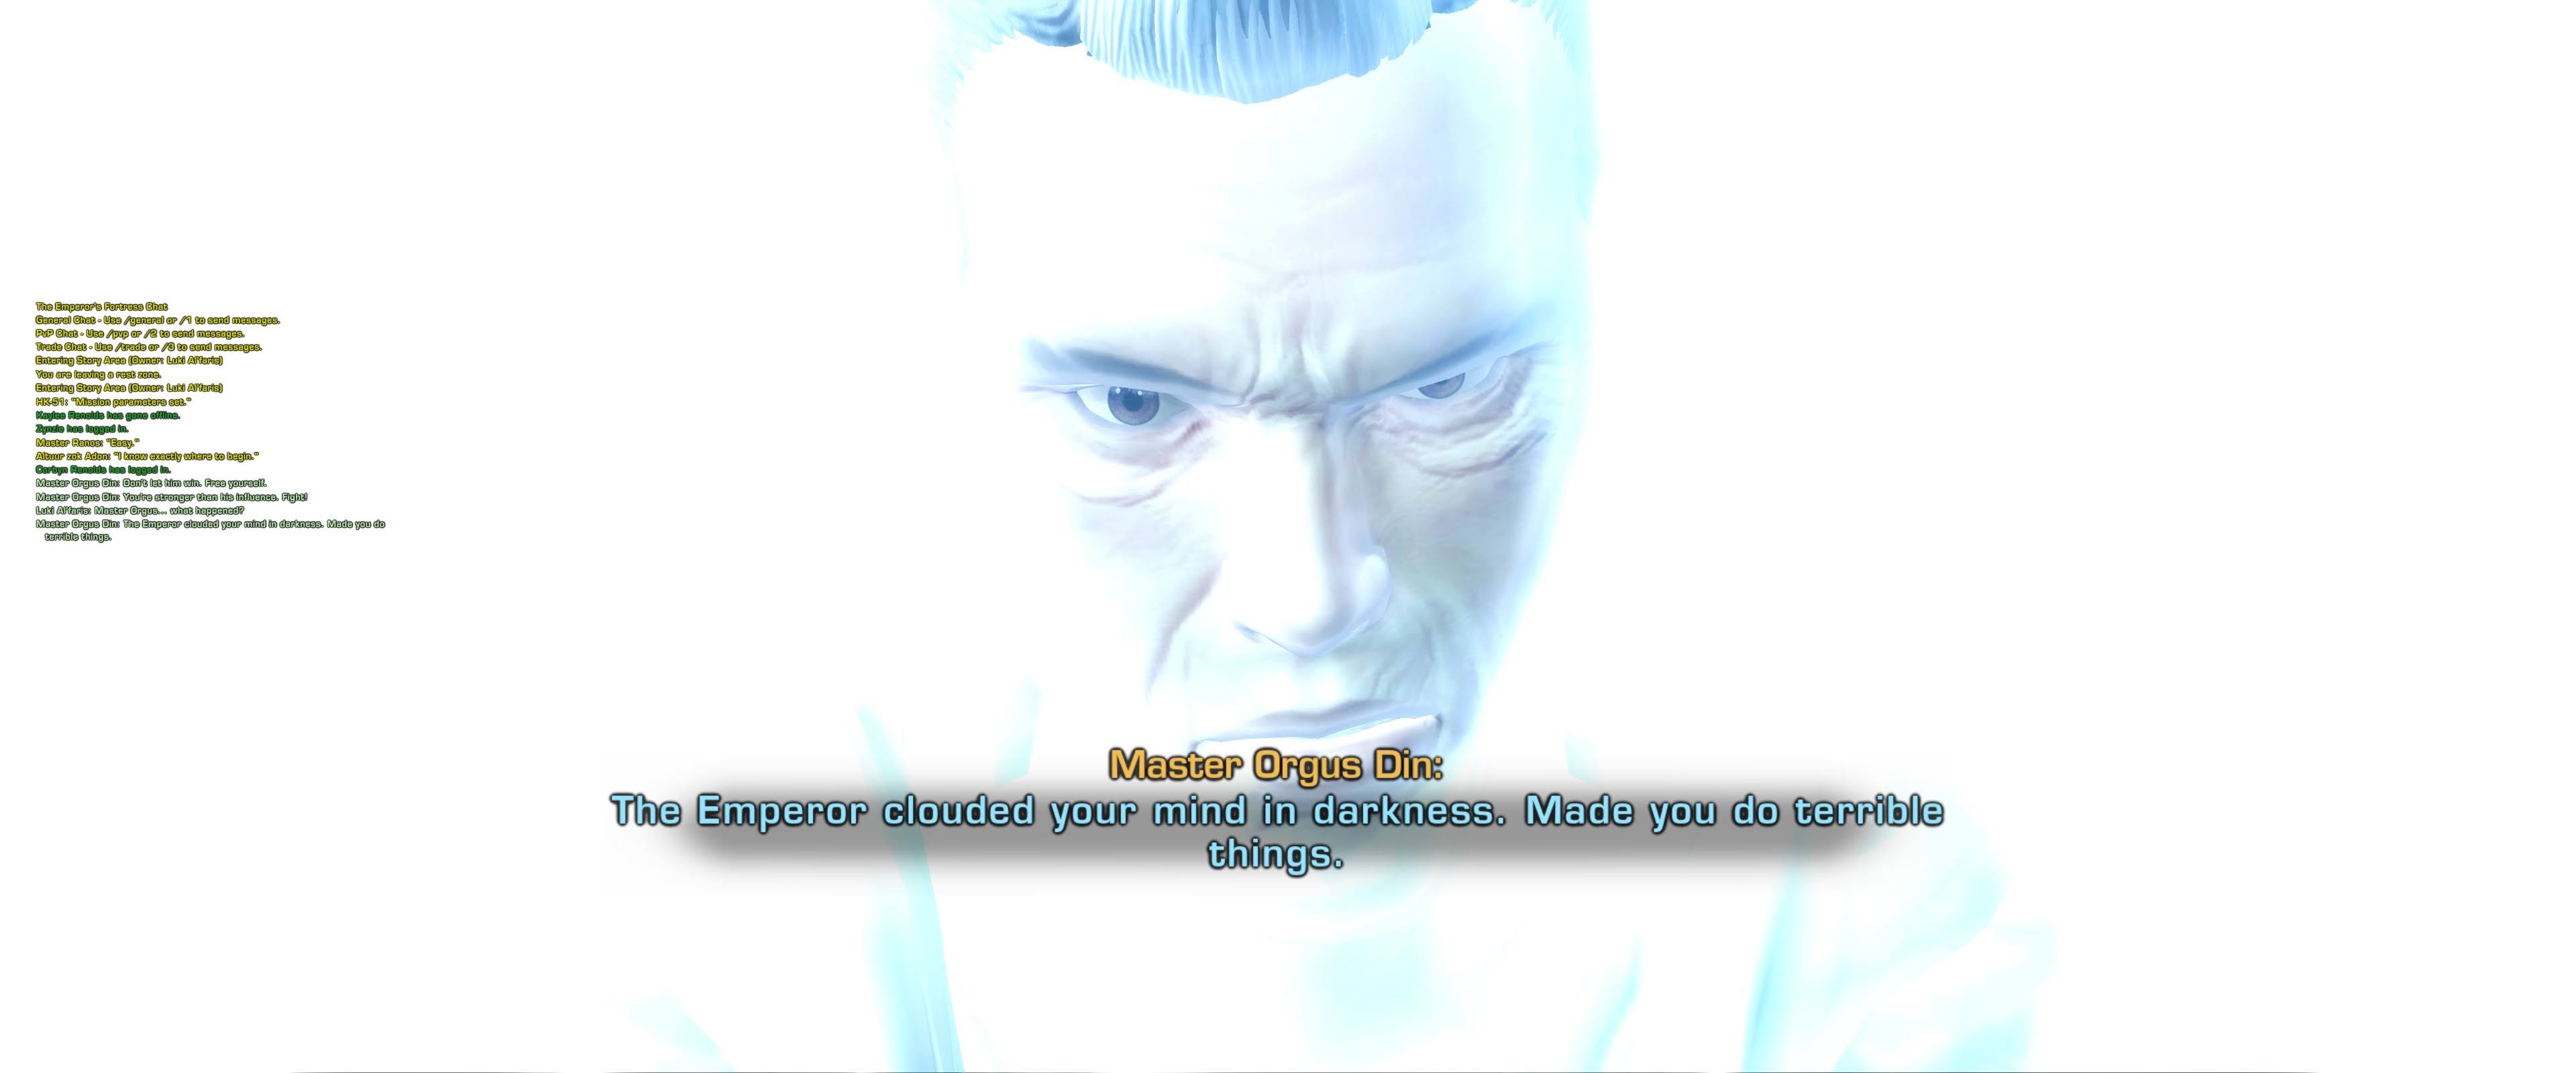 The Emperor's Fortress Chat
General Chat - Use /general or /1 to send messages.
PvP Chat - Use /pvp or /2 to send messages.
Trade Chat - Use /trade or /3 to send messages.
Entering Story Area (Owner: Luki Al'faris)
You are leaving a rest zone.
Entering Story Area (Owner: Luki Al'faris)
HK-51: "Mission parameters set."
Kaylee Renolds has gone offline.
Zynzie has logged in.
Master Ranos: "Easy."
Altuur zok Adon: "I know exactly where to begin."
Corbyn Renolds has logged in.
Master Orgus Din: Don't let him win. Free yourself.
Master Orgus Din: You're stronger than his influence. Fight!
Luki Al'faris: Master Orgus... what happened?
Master Orgus Din: The Emperor clouded your mind in darkness. Made you do
terrible things.
Master Orgus Din:
The Emperor clouded your mind in darkness. Made you do terrible
things.